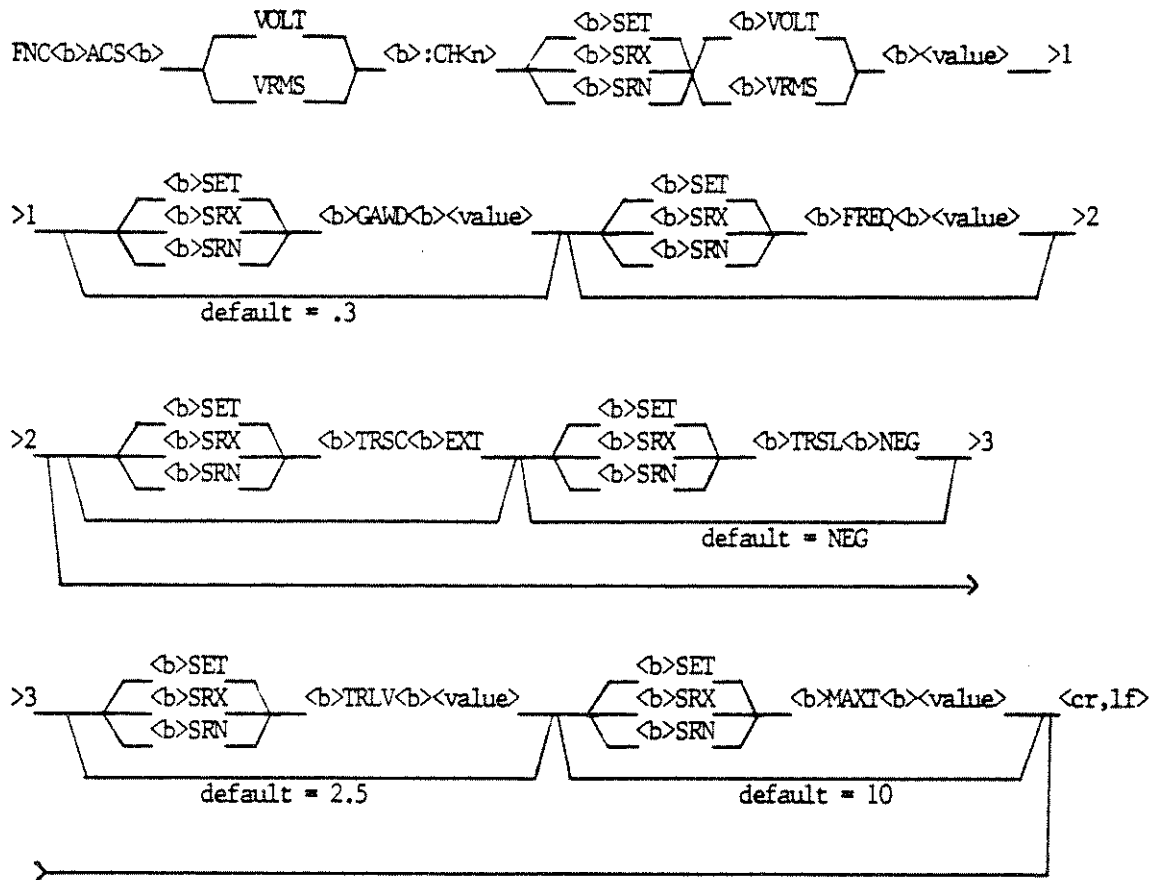 VOLT <b>SET <b>VOLT
FNC<b>ACS<b> <b>:CH<n> <b>SRX <b><value> >1
VRMS <b>SRN <b>VRMS
<b>SET <b>SET
>1 <b>SRX <b>GAWD<b><value> <b>SRX <b>FREQ<b><value> >2
<b>SRN <b>SRN
default = .3
<b>SET <b>SET
>2 <b>SRX <b>TRSC<b>EXT <b>SRX <b>TRSL<b>NEG >3
<b>SRN <b>SRN
default = NEG
<b>SET <b>SET
>3 <b>SRX <b>TRLV<b><value> <b>SRX <b>MAXT<b><value> <cr,lf>
<b>SRN <b>SRN
default = 2.5 default = 10